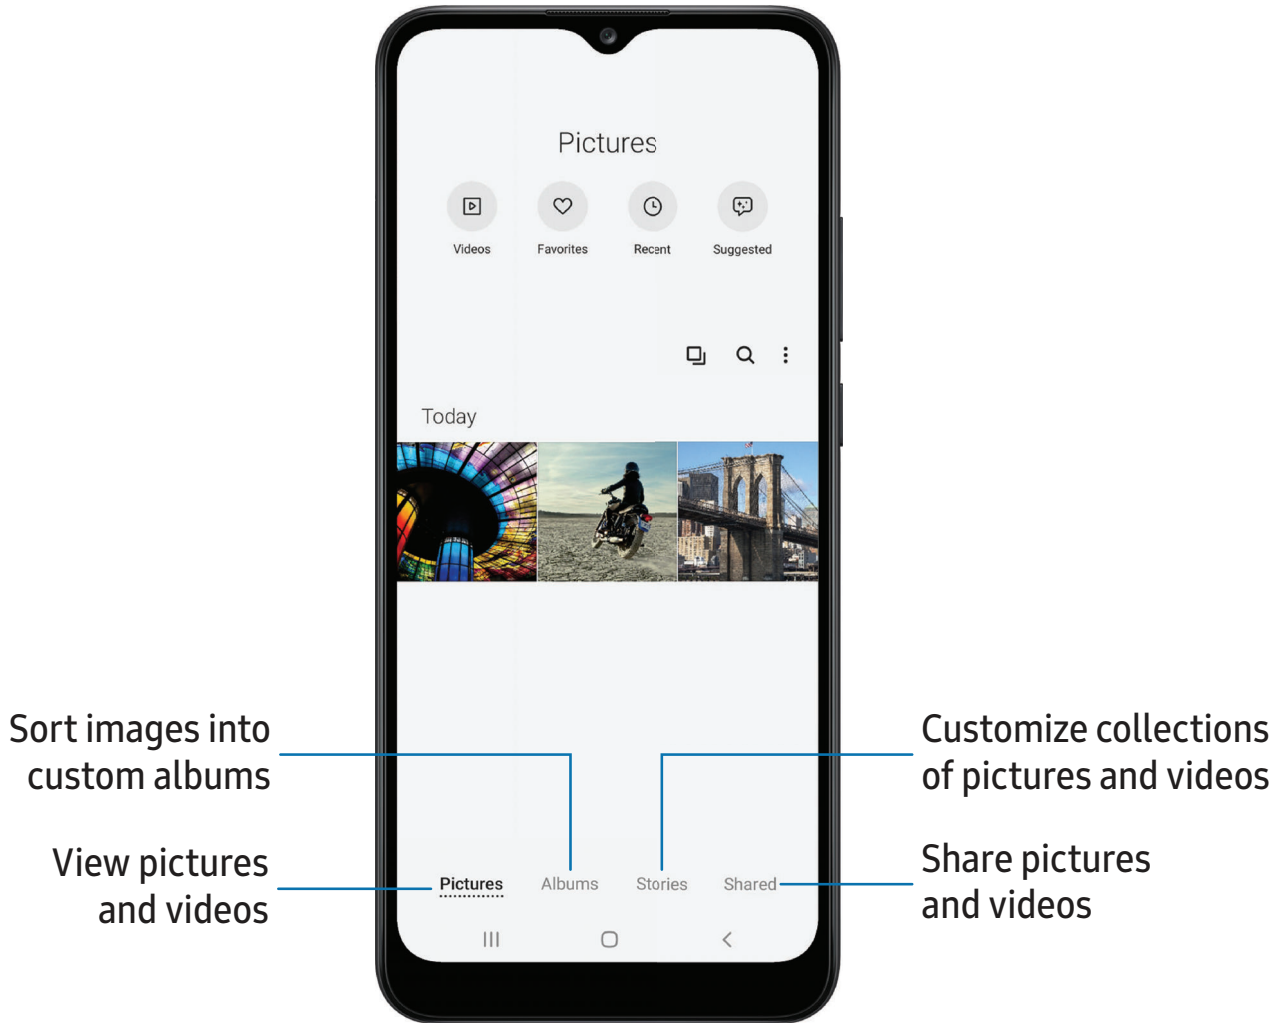 Pictures
Videos
Favorites
Recent
Suggested
Today
Sort images into
custom albums
Customize collections
of pictures and videos
View pictures
and videos
Share pictures
and videos
Pictures
Albums
Stories
Shared